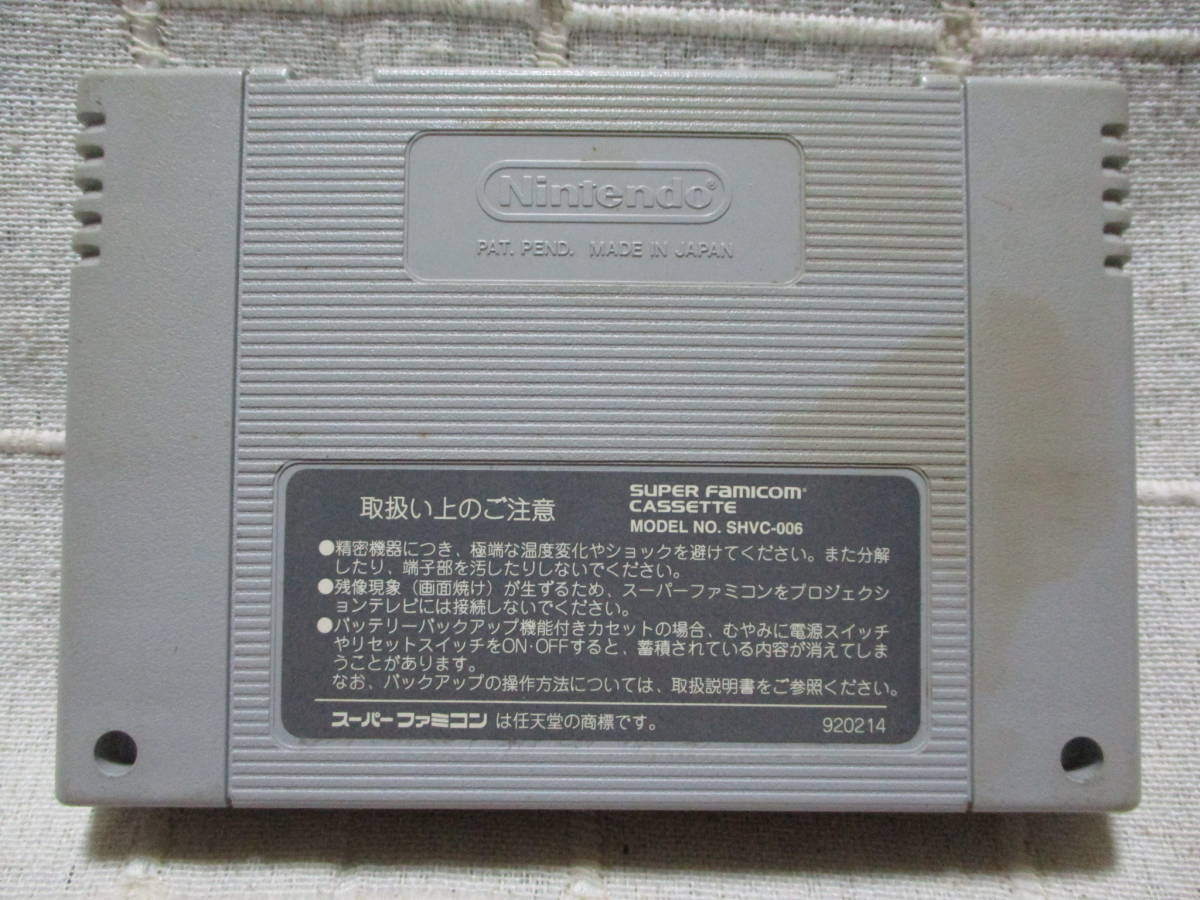 Nintendo®
PAT. PEND. MADE IN JAPAN
取扱い上のご注意
SUPER FAMICOM
CASSETTE
MODEL NO. SHVC-006
●精密機器につき、極端な温度変化やショックを避けてください。また分解
したり、端子部を汚したりしないでください。
●残像現象（画面焼け）が生ずるため、スーパーファミコンをプロジェクシ
ョンテレビには接続しないでください。
●バッテリーバックアップ機能付きカセットの場合、むやみに電源スイッチ
やリセットスイッチをON・OFFすると、蓄積されている内容が消えてしま
うことがあります。
なお、バックアップの操作方法については、取扱説明書をご参照ください。
スーパーファミコン は任天堂の商標です。
920214